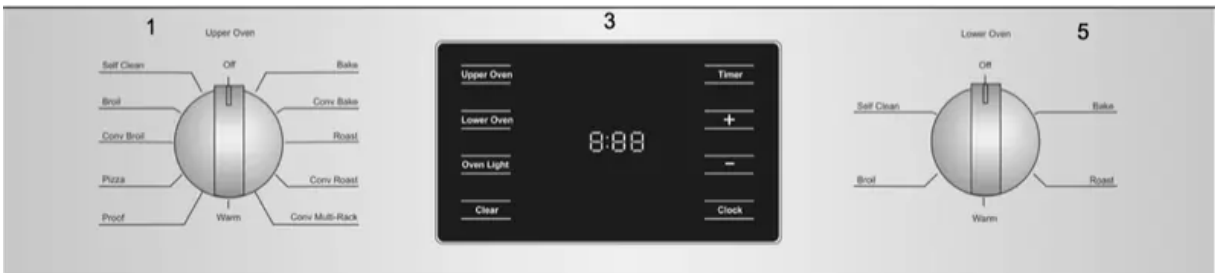 1
Upper Oven
Off
Self Clean
Bake
Broil
Conv Bake
Conv Broil
Roast
Pizza
Conv Roast
Proof
Warm
Conv Multi-Rack
3
Upper Oven
Timer
Lower Oven
+
8:88
Oven Light
−
Clear
Clock
Lower Oven
5
Off
Self Clean
Bake
Broil
Roast
Warm